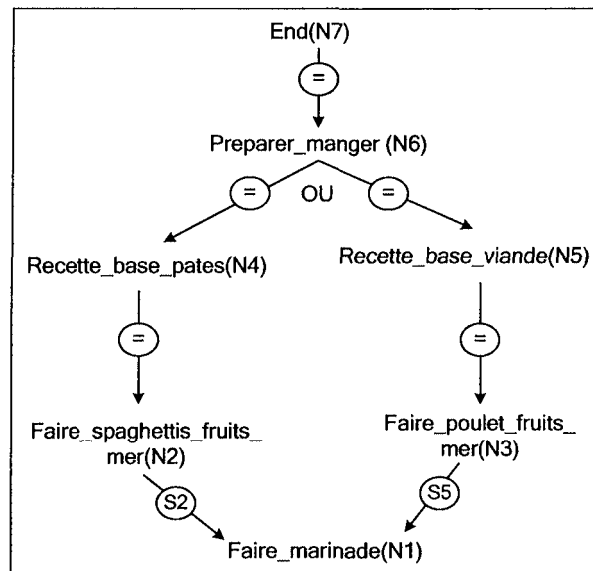 End(N7)
=
Preparer_manger (N6)
= OU =
Recette_base_pates(N4)
Recette_base_viande(N5)
=
=
Faire_spaghettis_fruits_
mer(N2)
Faire_poulet_fruits_
mer(N3)
S2
S5
Faire_marinade(N1)